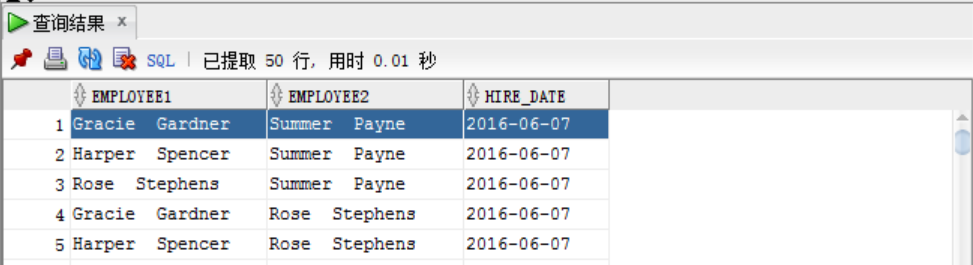 查询结果 ×
SQL | 已提取 50 行, 用时 0.01 秒
EMPLOYEE1 EMPLOYEE2 HIRE_DATE
1 Gracie  Gardner Summer  Payne 2016-06-07
2 Harper  Spencer Summer  Payne 2016-06-07
3 Rose  Stephens Summer  Payne 2016-06-07
4 Gracie  Gardner Rose  Stephens 2016-06-07
5 Harper  Spencer Rose  Stephens 2016-06-07